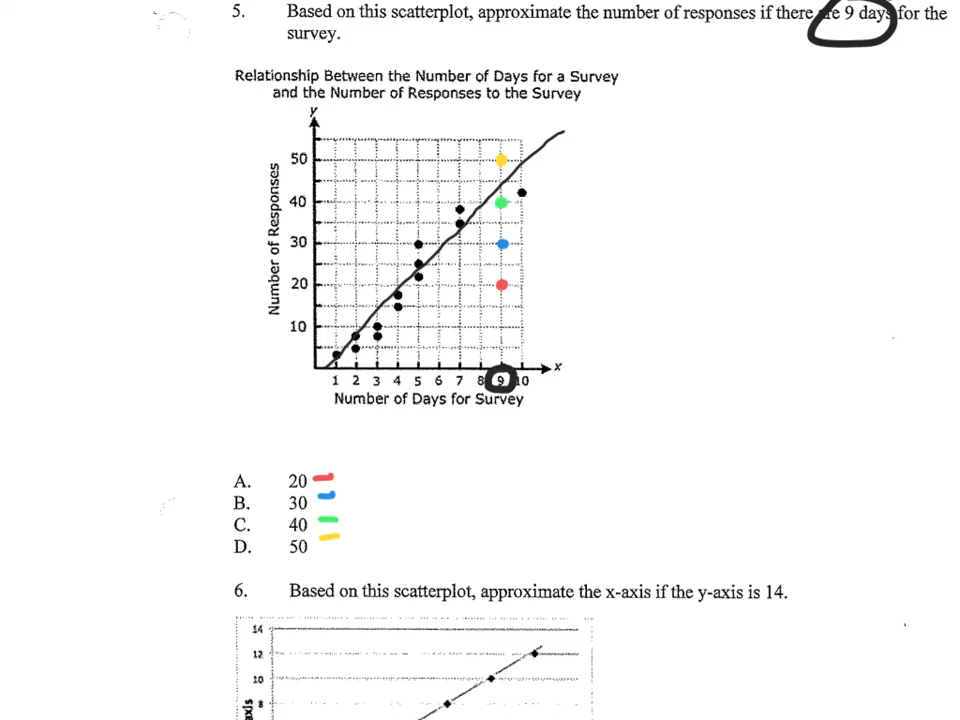 5. Based on this scatterplot, approximate the number of responses if there are 9 days for the
survey.
Relationship Between the Number of Days for a Survey
and the Number of Responses to the Survey
y
50
40
30
20
10
Number of Responses
1 2 3 4 5 6 7 8 9 10
x
Number of Days for Survey
A. 20
B. 30
C. 40
D. 50
6. Based on this scatterplot, approximate the x-axis if the y-axis is 14.
14
12
10
8
axis